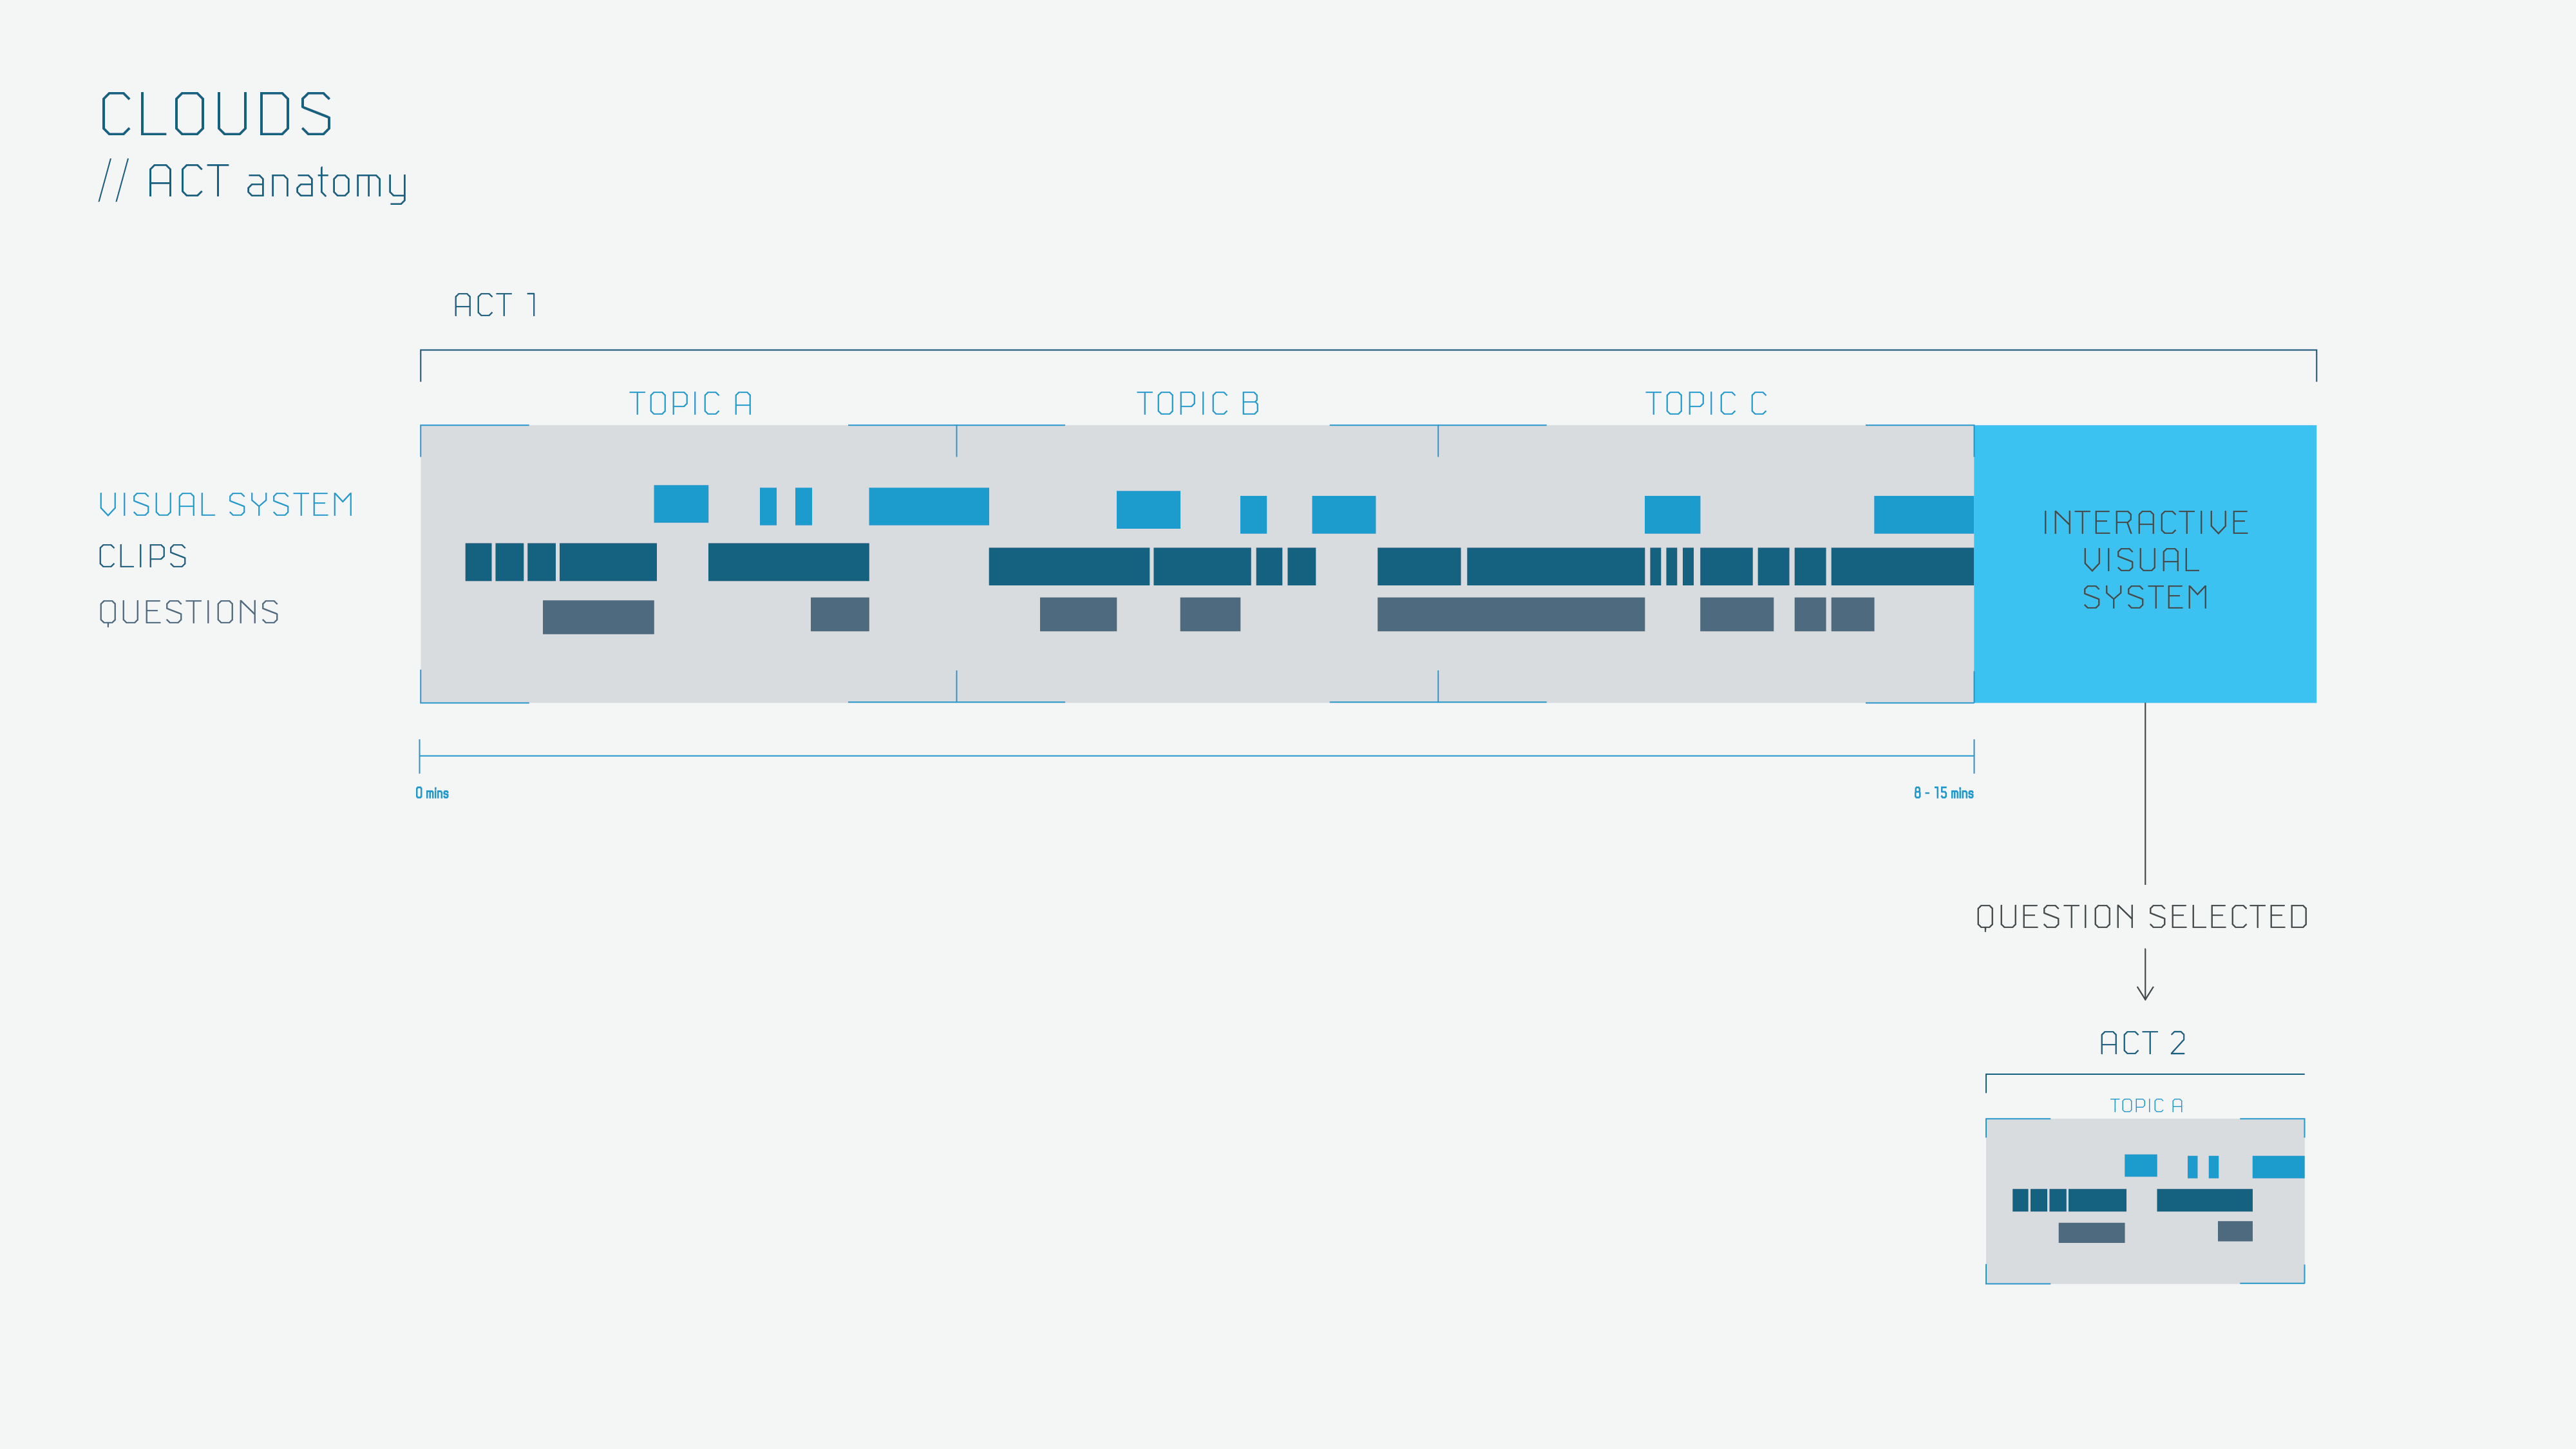 CLOUDS
// ACT anatomy
ACT 1
TOPIC A
TOPIC B
TOPIC C
VISUAL SYSTEM
CLIPS
QUESTIONS
INTERACTIVE
VISUAL
SYSTEM
0 mins
8 - 15 mins
QUESTION SELECTED
ACT 2
TOPIC A